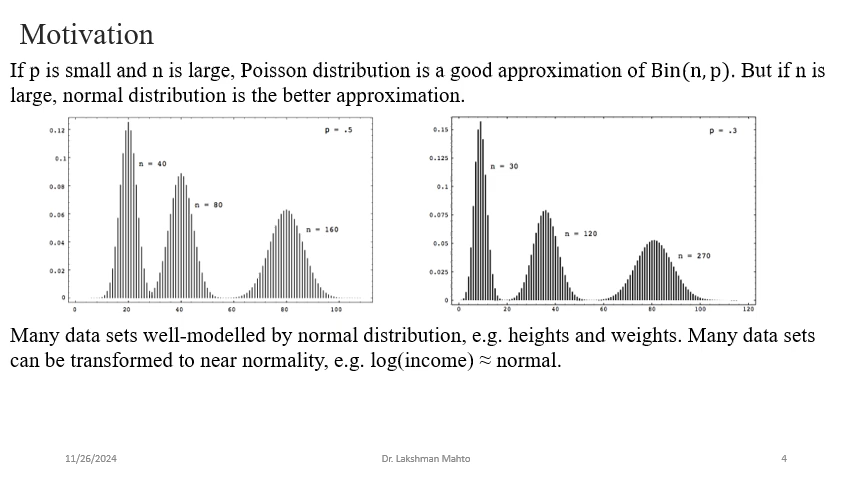 Motivation
If p is small and n is large, Poisson distribution is a good approximation of Bin(n, p). But if n is
large, normal distribution is the better approximation.
0.12
0.1
0.08
0.06
0.04
0.02
0
p = .5
n = 40
n = 80
n = 160
0 20 40 60 80 100
0.15
0.125
0.1
0.075
0.05
0.025
0
p = .3
n = 30
n = 120
n = 270
0 20 40 60 80 100 120
Many data sets well-modelled by normal distribution, e.g. heights and weights. Many data sets
can be transformed to near normality, e.g. log(income) ≈ normal.
11/26/2024 Dr. Lakshman Mahto 4